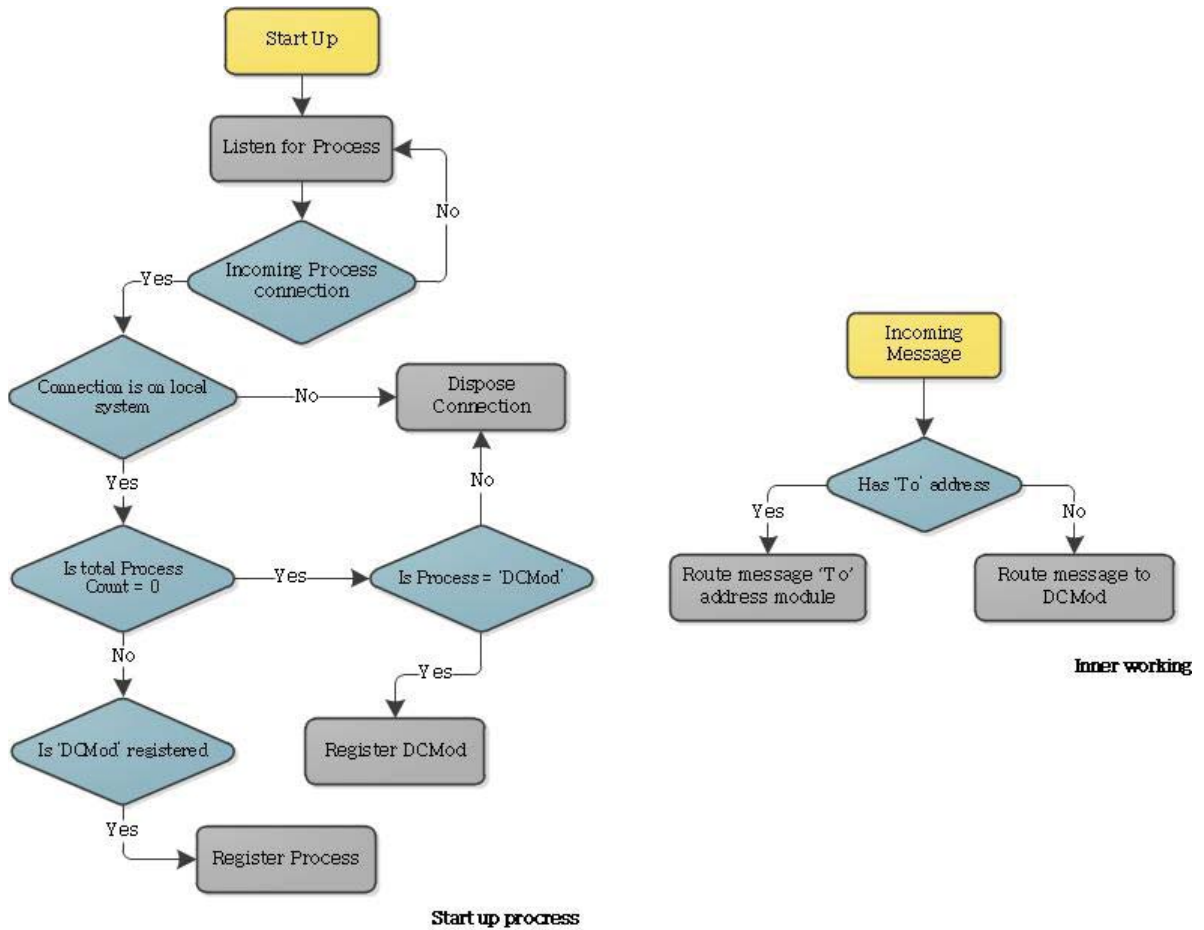 Start Up
Listen for Process
No
Incoming Process
connection
Yes
Connection is on local
system
No
Dispose
Connection
Yes
No
Is total Process
Count = 0
Yes
Is Process = 'DCMod'
No
Yes
Is 'DCMod' registered
Register DCMod
Yes
Register Process
Start up procress
Incoming
Message
Has 'To' address
Yes
No
Route message 'To'
address module
Route message to
DCMod
Inner working